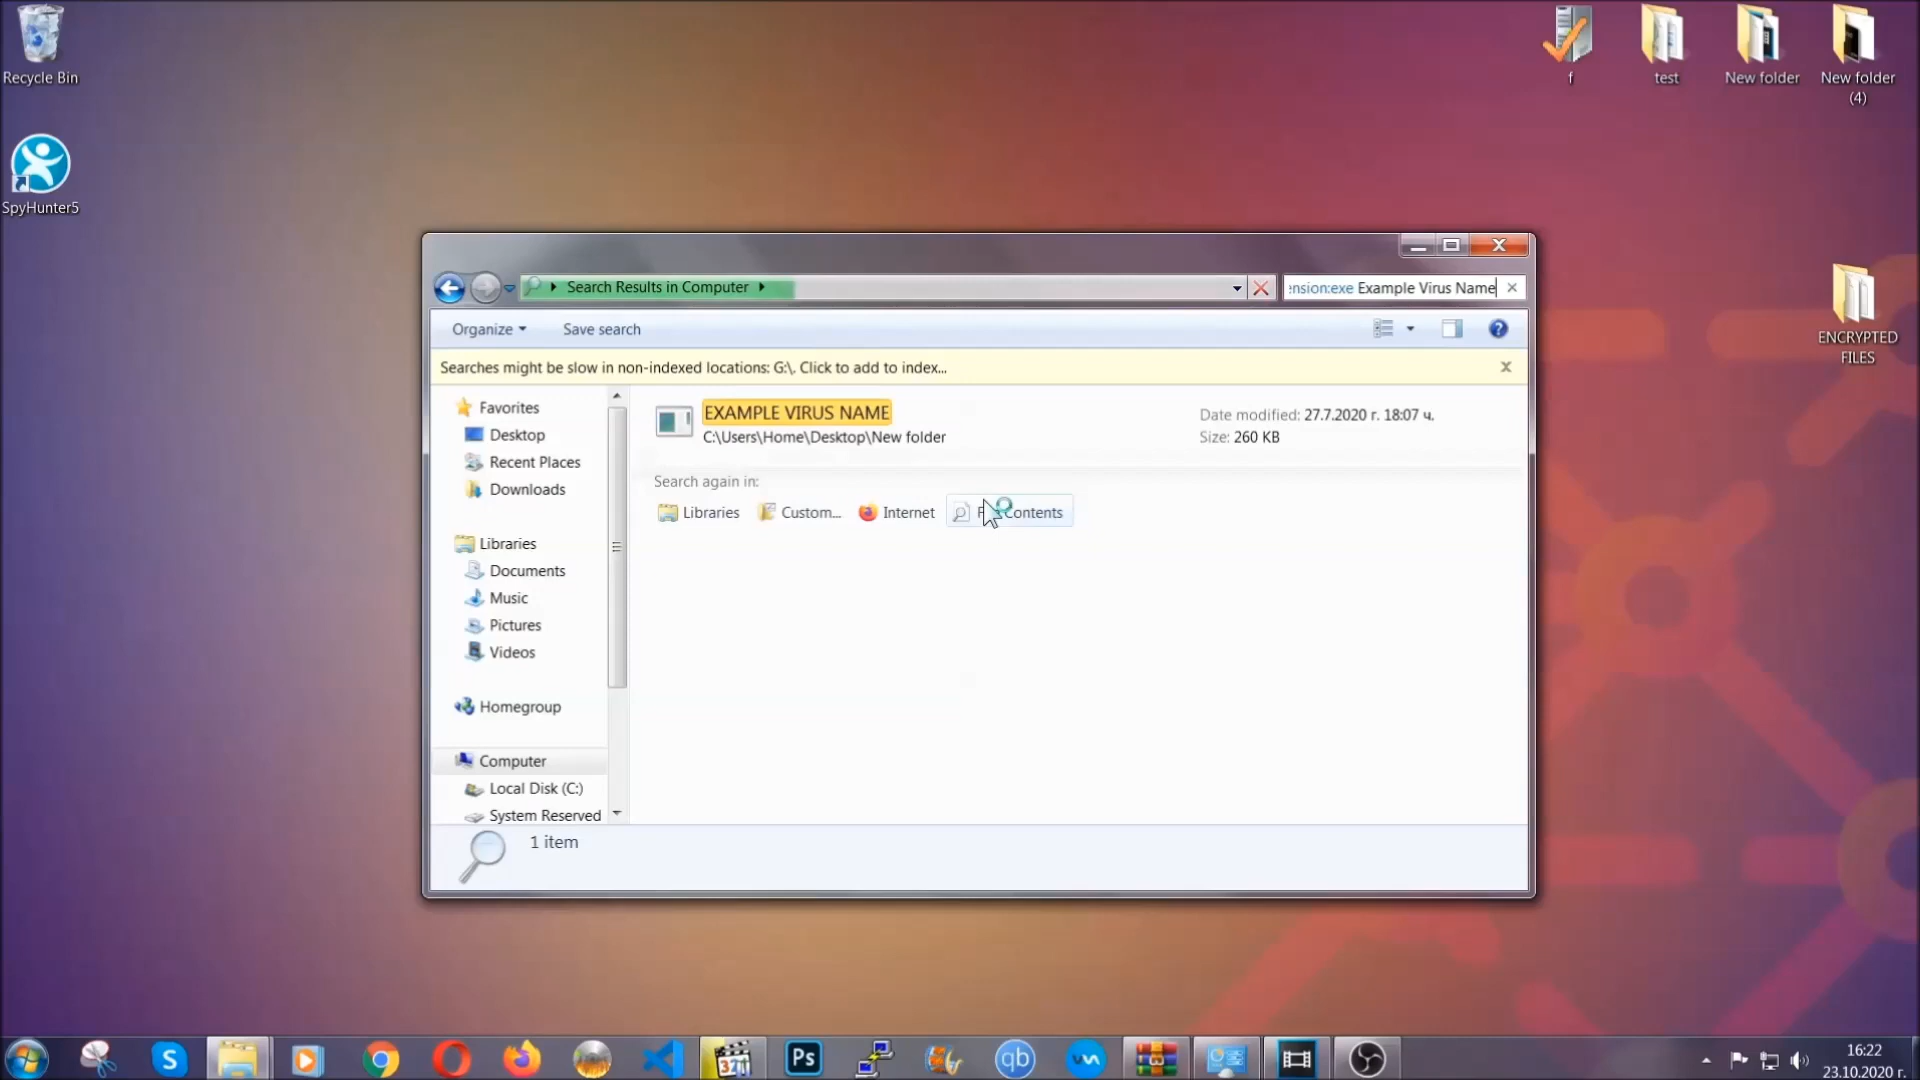 Recycle Bin
SpyHunter5
f
test
New folder
New folder
(4)
ENCRYPTED
FILES
Search Results in Computer
ension:exe Example Virus Name
Organize
Save search
Searches might be slow in non-indexed locations: G:\. Click to add to index...
Favorites
Desktop
Recent Places
Downloads
Libraries
Documents
Music
Pictures
Videos
Homegroup
Computer
Local Disk (C:)
System Reserved
EXAMPLE VIRUS NAME
C:\Users\Home\Desktop\New folder
Date modified: 27.7.2020 г. 18:07 ч.
Size: 260 KB
Search again in:
Libraries
Custom...
Internet
Contents
1 item
S
321
Ps
qb
16:22
23.10.2020 г.